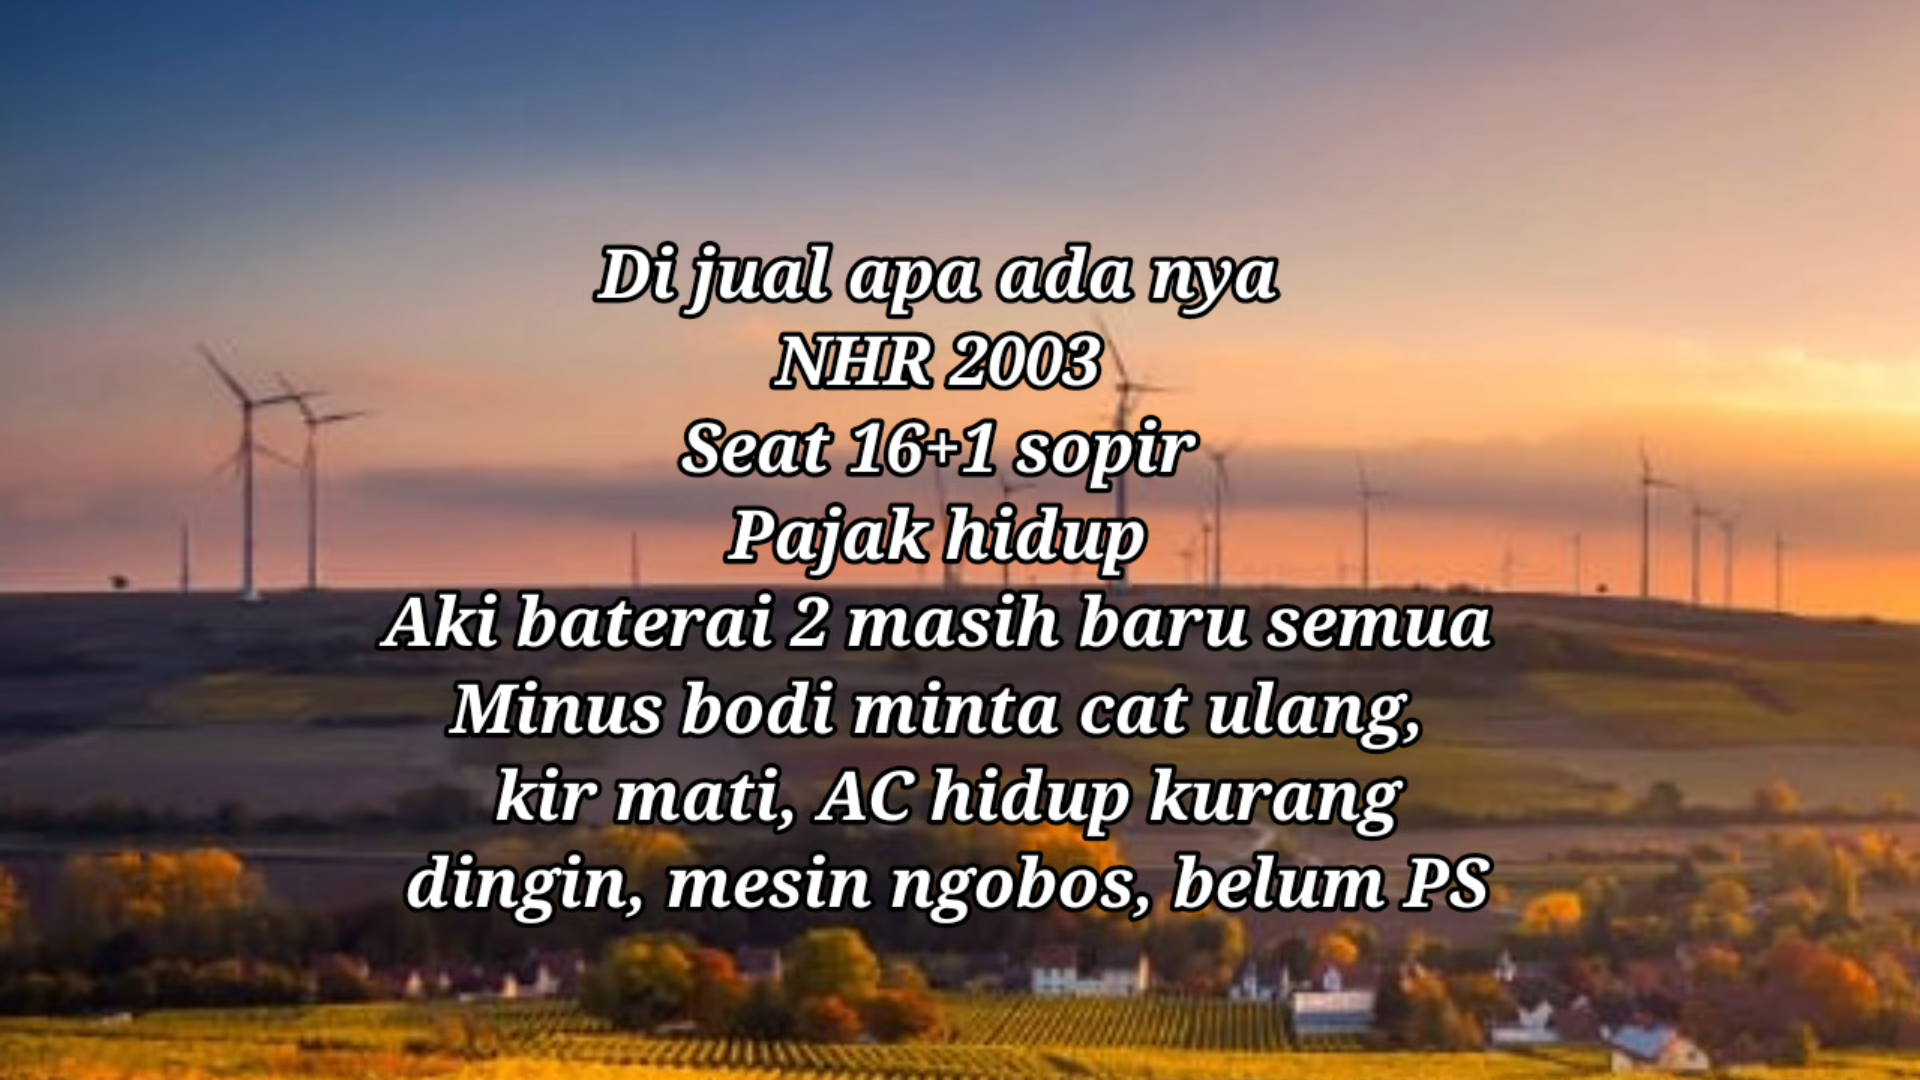 Di jual apa ada nya
NHR 2003
Seat 16+1 sopir
Pajak hidup
Aki baterai 2 masih baru semua
Minus bodi minta cat ulang,
kir mati, AC hidup kurang
dingin, mesin ngobos, belum PS